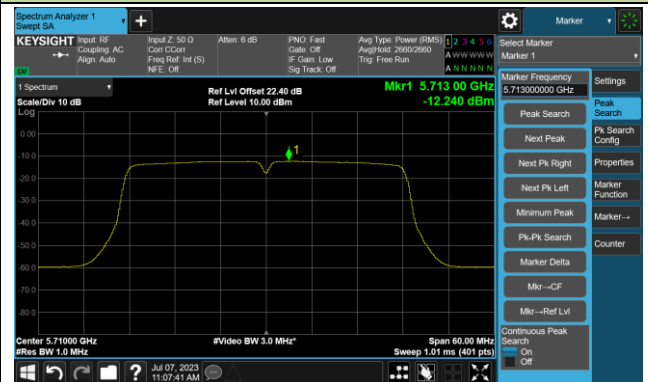 Spectrum Analyzer 1
Swept SA
Marker
KEYSIGHT Input: RF
Coupling: AC
Align: Auto
Input Z: 50 Ω
Corr CCorr
Freq Ref: Int (S)
NFE: Off
Atten: 6 dB
PNO: Fast
Gate: Off
IF Gain: Low
Sig Track: Off
Avg Type: Power (RMS)
Avg|Hold: 2660/2660
Trig: Free Run
1 2 3 4 5 6
A W W W W W
A N N N N N
Select Marker
Marker 1
LXI
1 Spectrum
Scale/Div 10 dB
Log
Ref Lvl Offset 22.40 dB
Ref Level 10.00 dBm
Mkr1 5.713 00 GHz
-12.240 dBm
0.00
-10.0
-20.0
-30.0
-40.0
-50.0
-60.0
-70.0
-80.0
1
Center 5.71000 GHz
#Res BW 1.0 MHz
#Video BW 3.0 MHz*
Span 60.00 MHz
Sweep 1.01 ms (401 pts)
Marker Frequency
5.713000000 GHz
Peak Search
Next Peak
Next Pk Right
Next Pk Left
Minimum Peak
Pk-Pk Search
Marker Delta
Mkr→CF
Mkr→Ref Lvl
Continuous Peak
Search
On
Off
Settings
Peak
Search
Pk Search
Config
Properties
Marker
Function
Marker→
Counter
?
Jul 07, 2023
11:07:41 AM